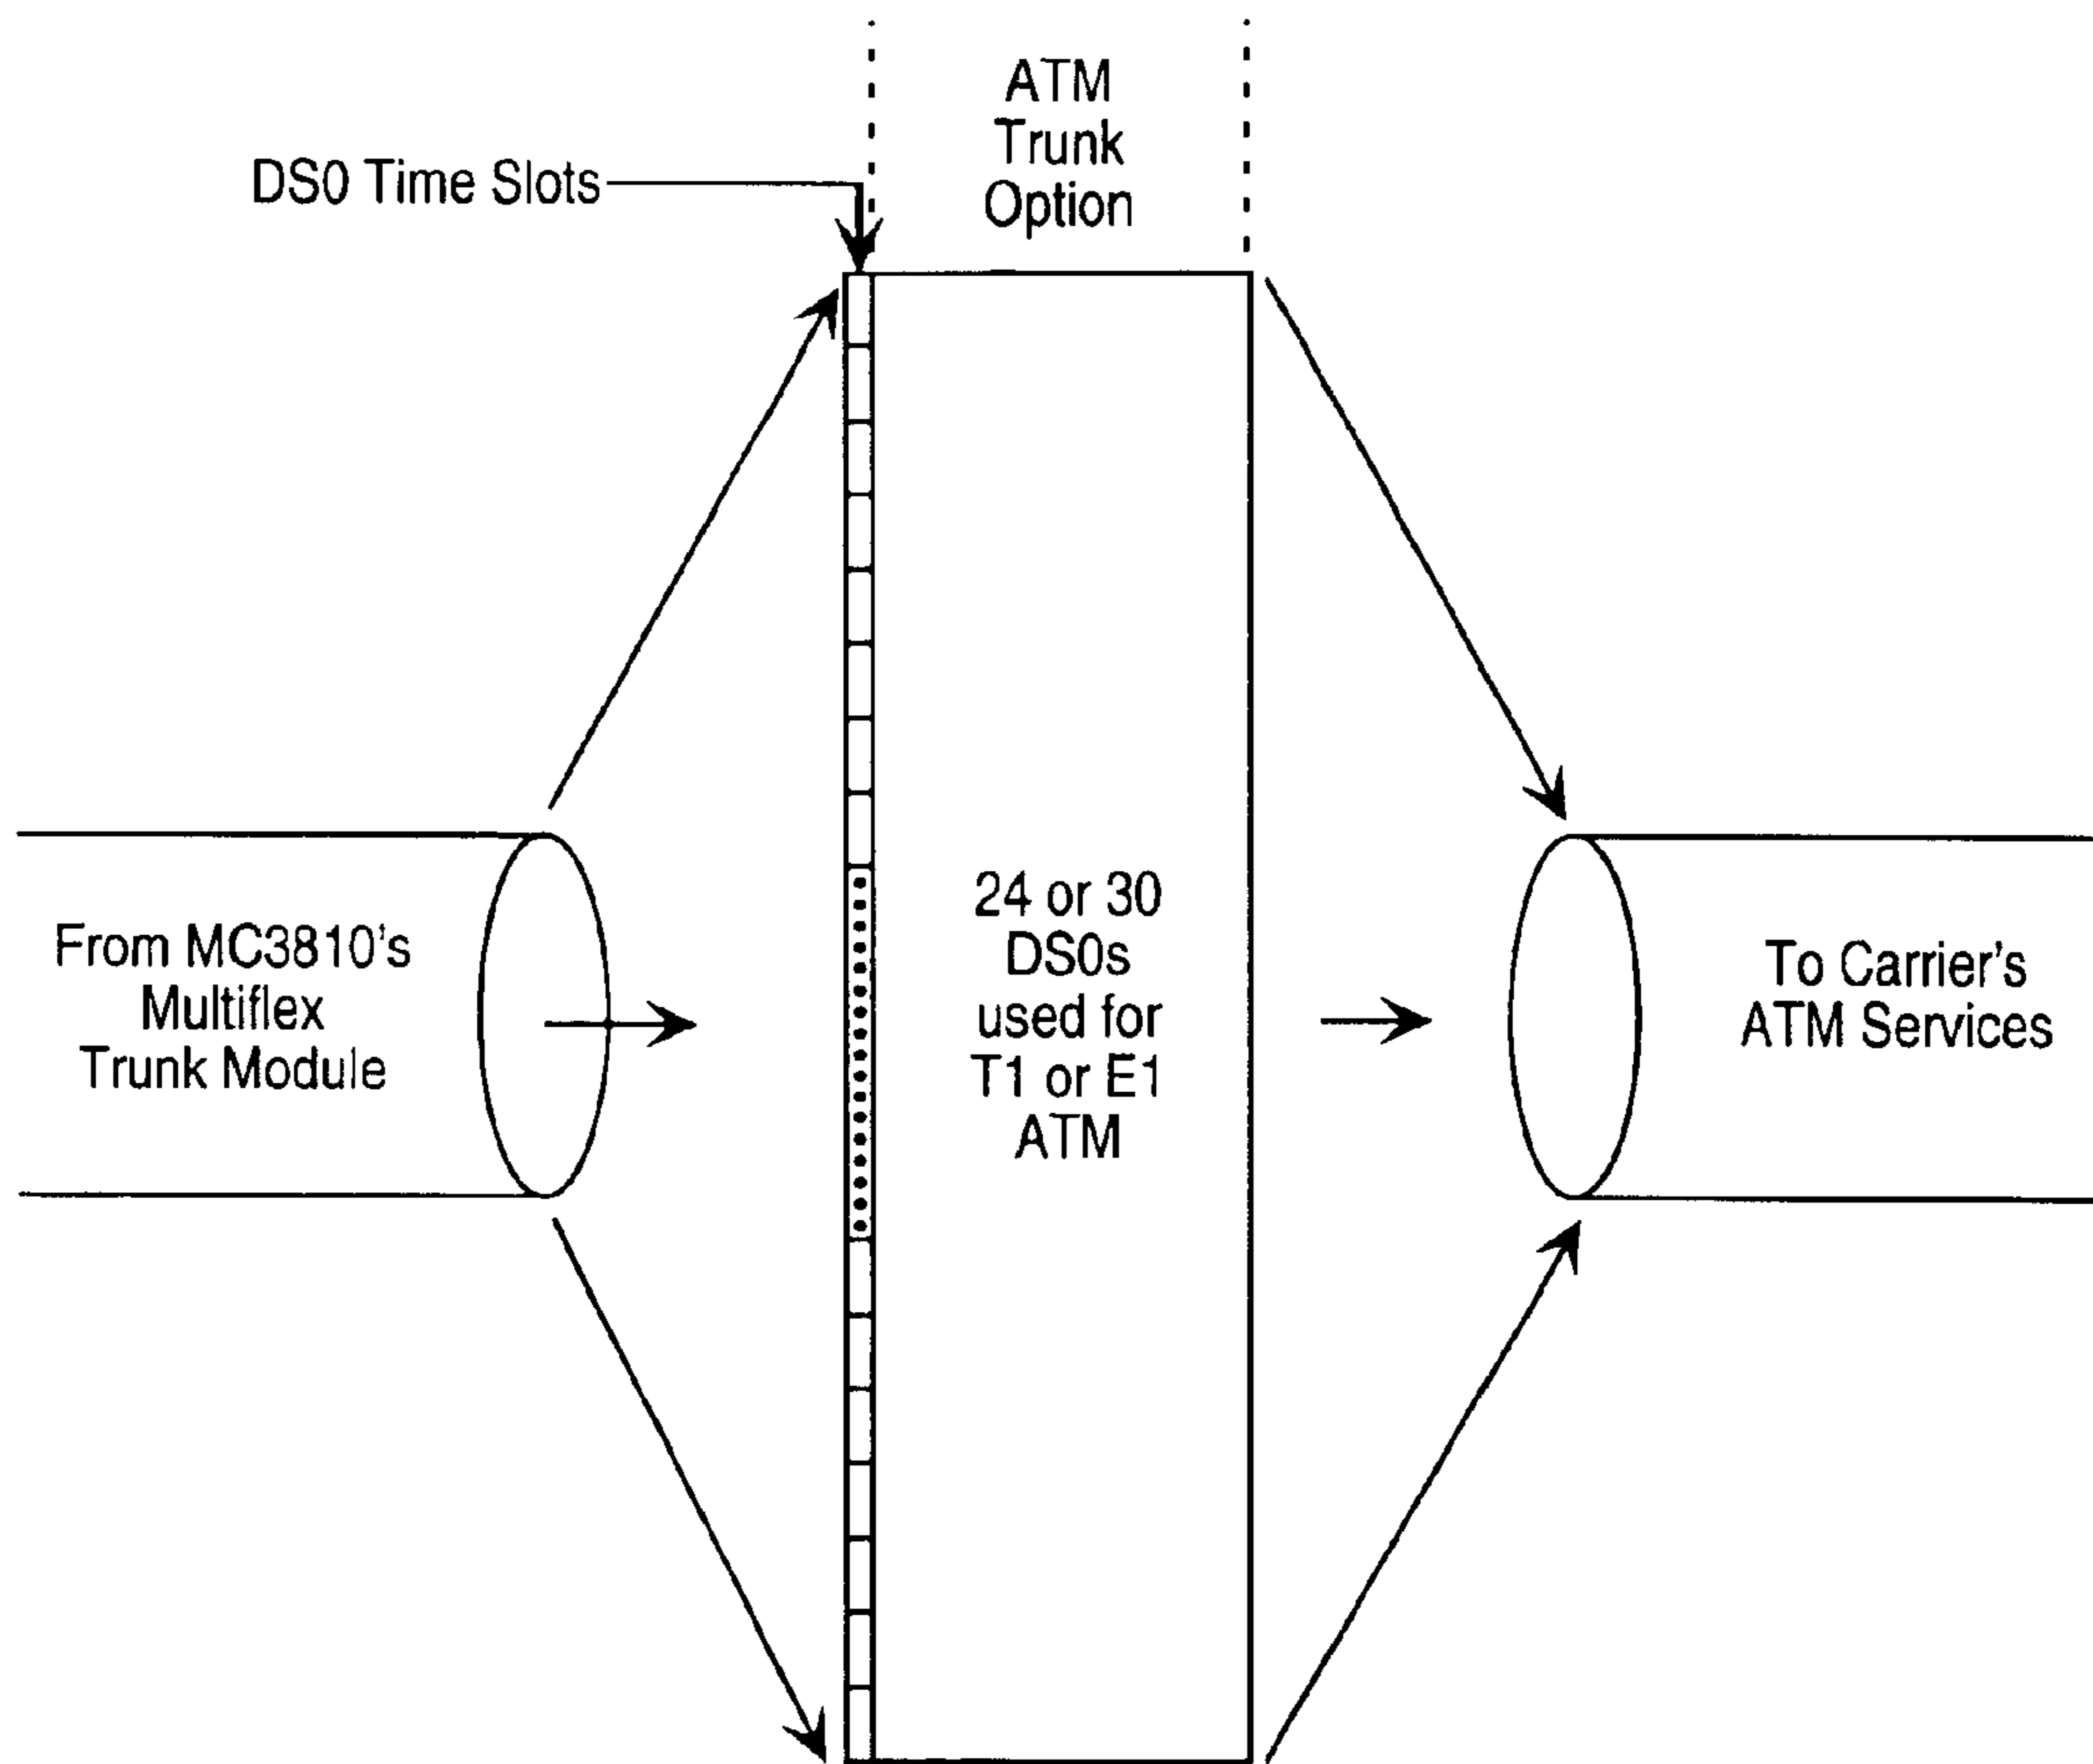 ATM
Trunk
Option
DS0 Time Slots
From MC3810's
Multiflex
Trunk Module
24 or 30
DS0s
used for
T1 or E1
ATM
To Carrier's
ATM Services